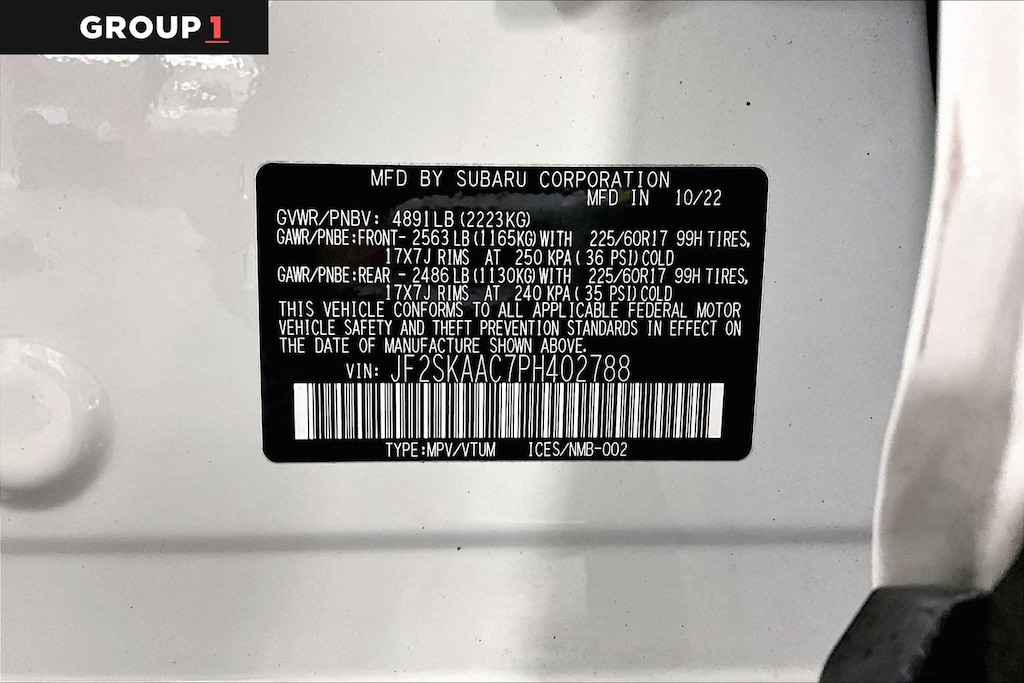 GROUP 1
MFD BY SUBARU CORPORATION
MFD IN 10/22
GVWR/PNBV: 4891LB (2223KG)
GAWR/PNBE:FRONT- 2563 LB (1165KG) WITH 225/60R17 99H TIRES,
17X7J RIMS AT 250 KPA ( 36 PSI) COLD
GAWR/PNBE:REAR - 2486 LB (1130KG) WITH 225/60R17 99H TIRES,
17X7J RIMS AT 240 KPA ( 35 PSI) COLD
THIS VEHICLE CONFORMS TO ALL APPLICABLE FEDERAL MOTOR
VEHICLE SAFETY AND THEFT PREVENTION STANDARDS IN EFFECT ON
THE DATE OF MANUFACTURE SHOWN ABOVE.
VIN: JF2SKAAC7PH402788
TYPE:MPV/VTUM ICES/NMB-002